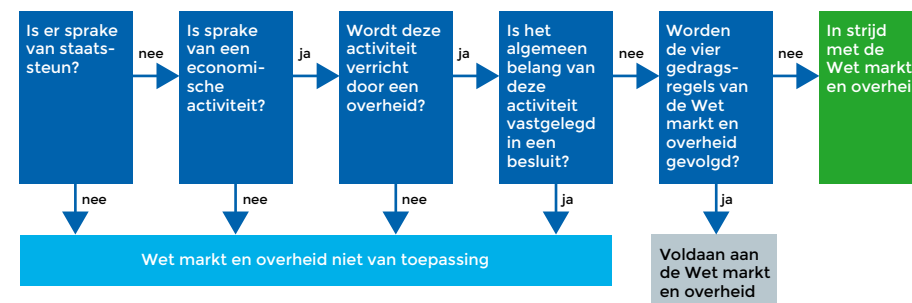 Is er sprake
van staats-
steun?
nee
Is sprake
van een
economi-
sche
activiteit?
ja
Wordt deze
activiteit
verricht
door een
overheid?
ja
Is het
algemeen
belang van
deze
activiteit
vastgelegd
in een
besluit?
nee
Worden
de vier
gedrags-
regels van
de Wet
markt en
overheid
gevolgd?
nee
In strijd
met de
Wet markt
en overhei
nee
nee
nee
ja
ja
Wet markt en overheid niet van toepassing
Voldaan aan
de Wet markt
en overheid